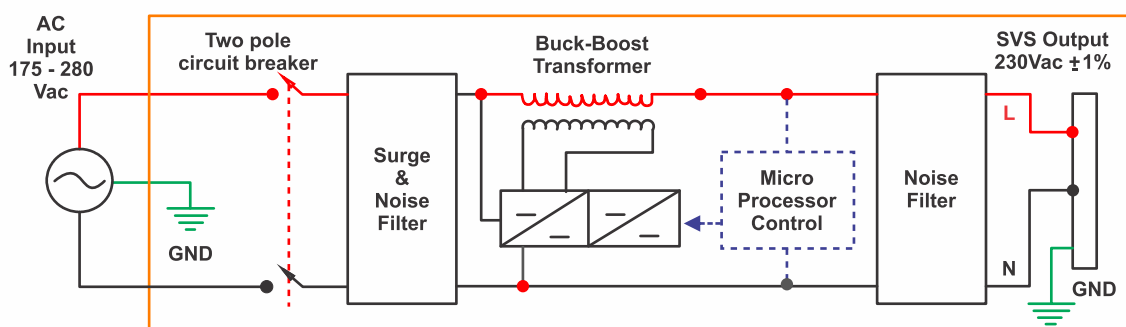 AC
Input
175 - 280
Vac
Two pole
circuit breaker
Buck-Boost
Transformer
SVS Output
230Vac ±1%
Surge
&
Noise
Filter
Micro
Processor
Control
Noise
Filter
L
N
GND
GND